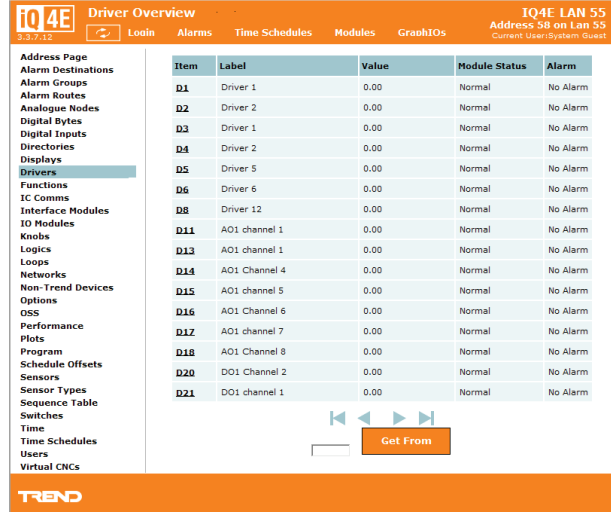 iQ 4E
3.3.7.12
Driver Overview
IQ4E LAN 55
Address 58 on Lan 55
Current User:System Guest
Login Alarms Time Schedules Modules GraphIOs
Address Page
Alarm Destinations
Alarm Groups
Alarm Routes
Analogue Nodes
Digital Bytes
Digital Inputs
Directories
Displays
Drivers
Functions
IC Comms
Interface Modules
IO Modules
Knobs
Logics
Loops
Networks
Non-Trend Devices
Options
OSS
Performance
Plots
Program
Schedule Offsets
Sensors
Sensor Types
Sequence Table
Switches
Time
Time Schedules
Users
Virtual CNCs
Item Label Value Module Status Alarm
D1 Driver 1 0.00 Normal No Alarm
D2 Driver 2 0.00 Normal No Alarm
D3 Driver 1 0.00 Normal No Alarm
D4 Driver 2 0.00 Normal No Alarm
D5 Driver 5 0.00 Normal No Alarm
D6 Driver 6 0.00 Normal No Alarm
D8 Driver 12 0.00 Normal No Alarm
D11 AO1 channel 1 0.00 Normal No Alarm
D13 AO1 channel 1 0.00 Normal No Alarm
D14 AO1 Channel 4 0.00 Normal No Alarm
D15 AO1 channel 5 0.00 Normal No Alarm
D16 AO1 Channel 6 0.00 Normal No Alarm
D17 AO1 channel 7 0.00 Normal No Alarm
D18 AO1 Channel 8 0.00 Normal No Alarm
D20 DO1 Channel 2 0.00 Normal No Alarm
D21 DO1 channel 1 0.00 Normal No Alarm
Get From
TREND